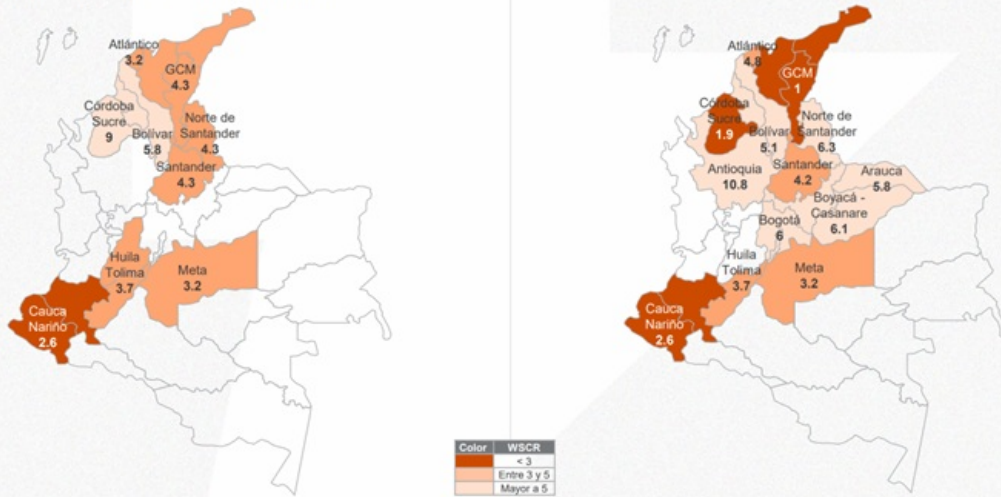 Atlántico
3.2
GCM
4.3
Córdoba
Sucre
9
Bolívar
5.8
Norte de
Santander
4.3
Santander
4.3
Huila
Tolima
3.7
Meta
3.2
Cauca
Nariño
2.6
Atlántico
4.8
GCM
1
Córdoba
Sucre
1.9
Bolívar
5.1
Norte de
Santander
6.3
Antioquia
10.8
Santander
4.2
Arauca
5.8
Boyacá -
Casanare
6.1
Bogotá
6
Huila
Tolima
3.7
Meta
3.2
Cauca
Nariño
2.6
Color WSCR
< 3
Entre 3 y 5
Mayor a 5